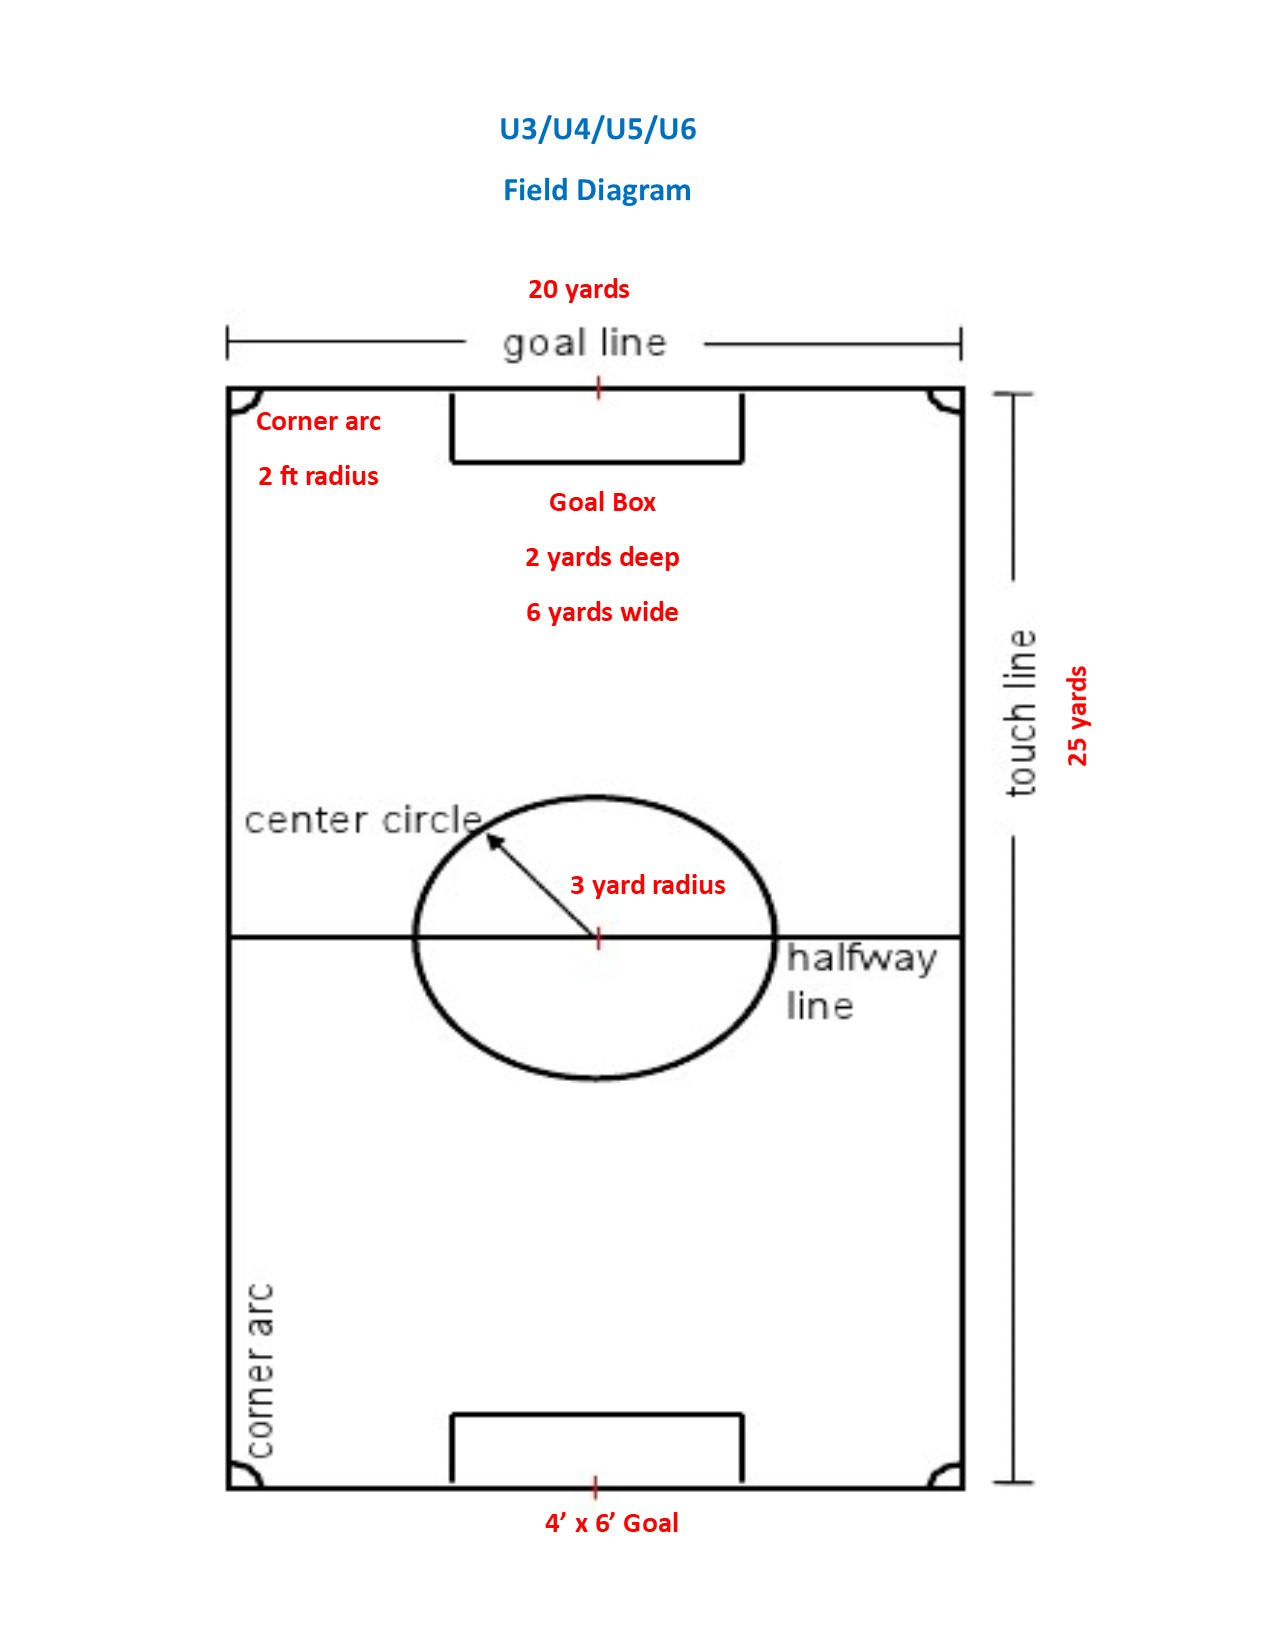 U3/U4/U5/U6
Field Diagram
20 yards
goal line
Corner arc
2 ft radius
Goal Box
2 yards deep
6 yards wide
touch line
25 yards
center circle
3 yard radius
halfway
line
corner arc
4’ x 6’ Goal